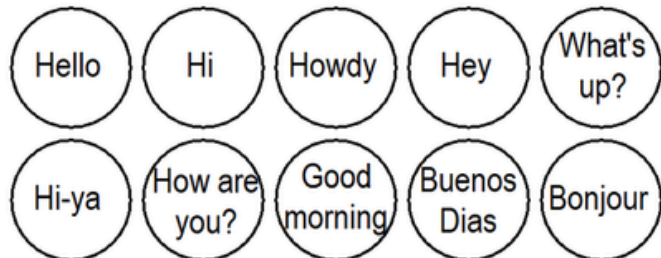 Hello
Hi
Howdy
Hey
What's
up?
Hi-ya
How are
you?
Good
morning
Buenos
Dias
Bonjour